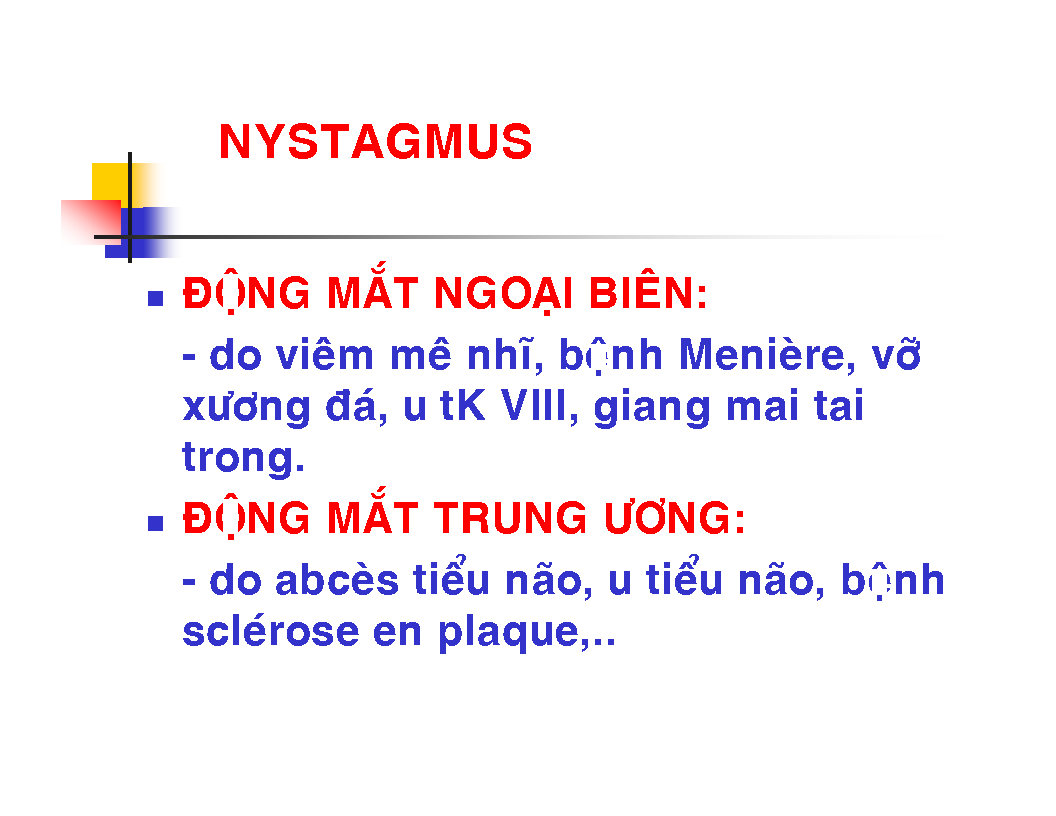 NYSTAGMUS
ĐỘNG MẮT NGOẠI BIÊN:
- do viêm mê nhĩ, bệnh Menière, vỡ
xương đá, u tK VIII, giang mai tai
trong.
ĐỘNG MẮT TRUNG ƯƠNG:
- do abcès tiểu não, u tiểu não, bệnh
sclérose en plaque,..